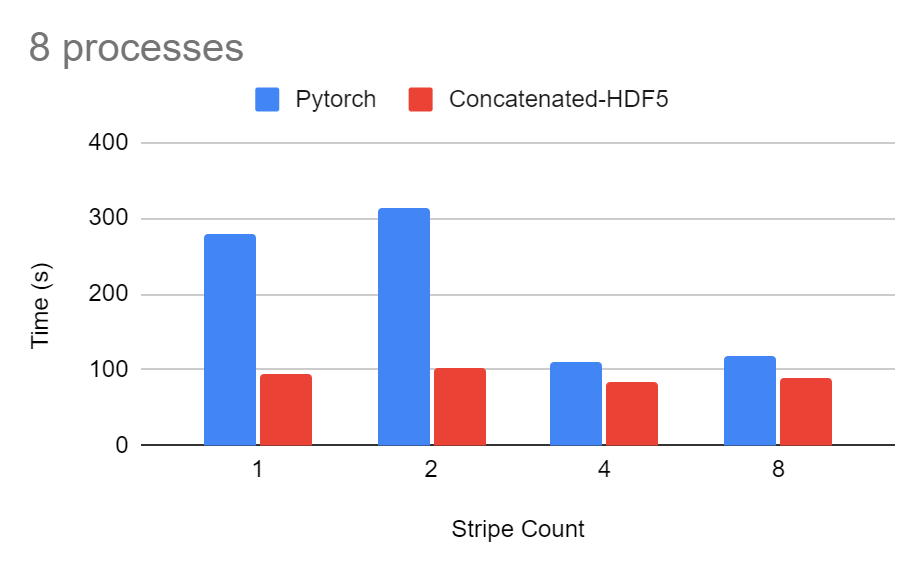 8 processes
Pytorch Concatenated-HDF5
400
300
200
100
0
Time (s)
1 2 4 8
Stripe Count